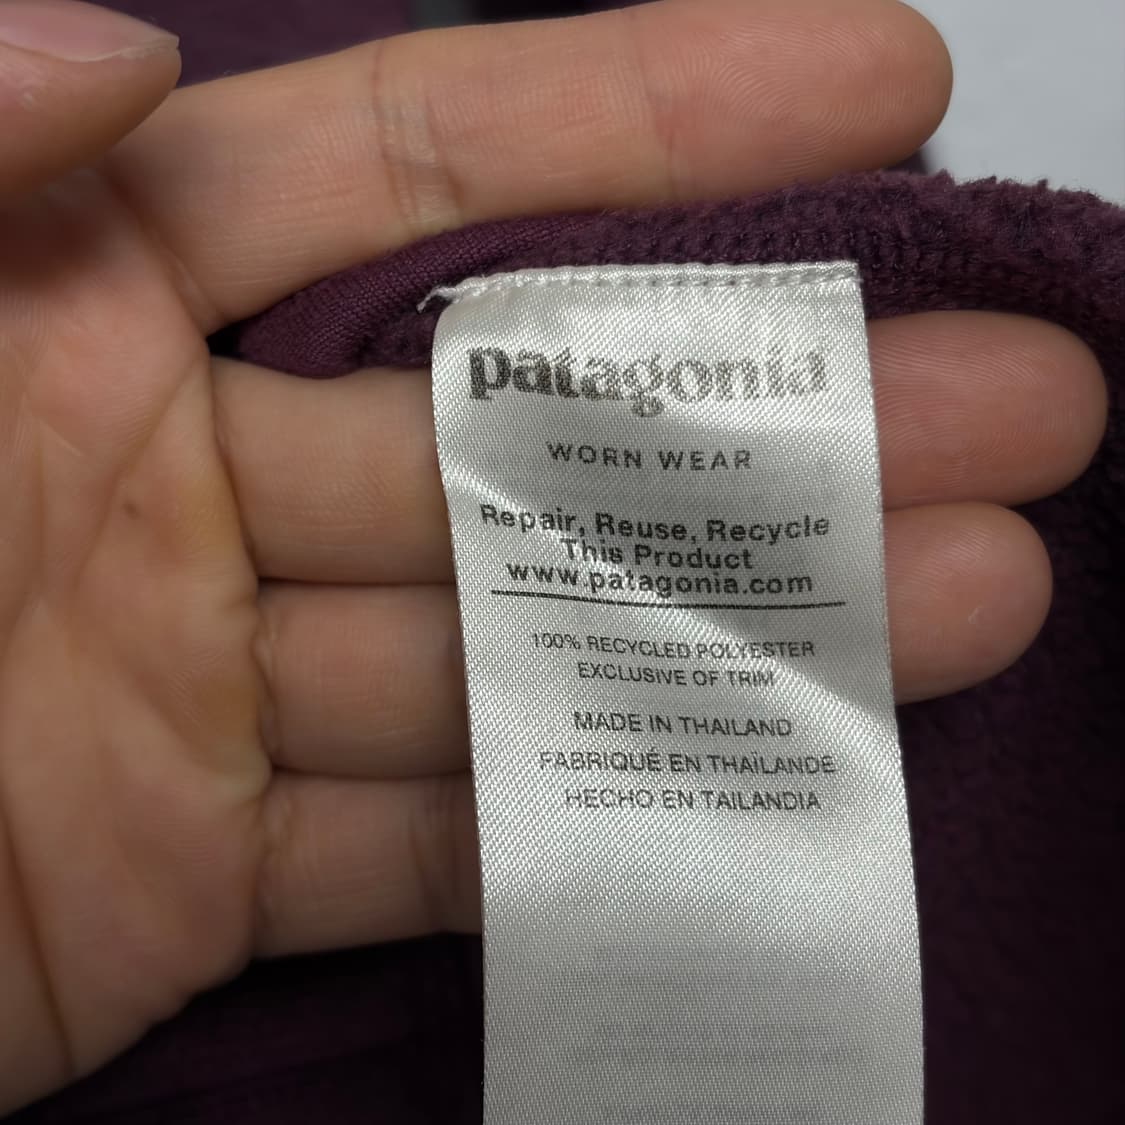 patagonia
WORN WEAR
Repair, Reuse, Recycle
This Product
www.patagonia.com
100% RECYCLED POLYESTER
EXCLUSIVE OF TRIM
MADE IN THAILAND
FABRIQUÉ EN THAÏLANDE
HECHO EN TAILANDIA